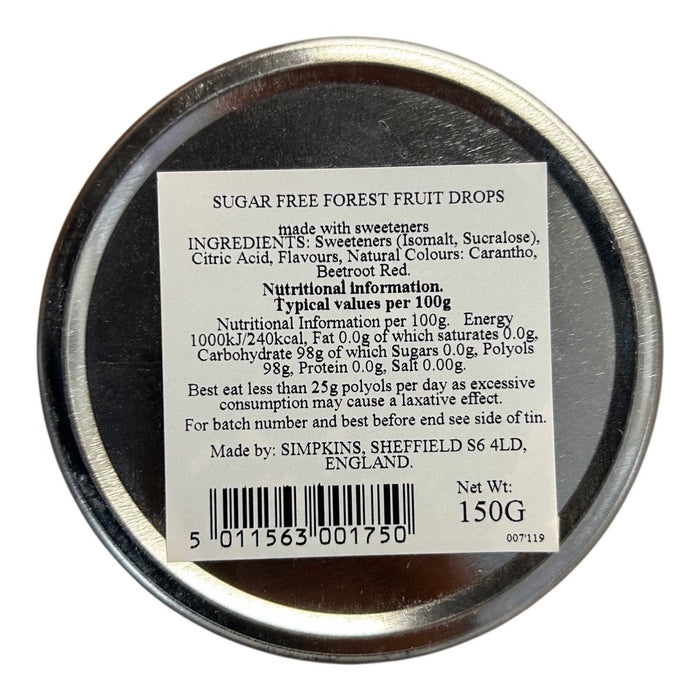 SUGAR FREE FOREST FRUIT DROPS
made with sweeteners
INGREDIENTS: Sweeteners (Isomalt, Sucralose),
Citric Acid, Flavours, Natural Colours: Carantho,
Beetroot Red.
Nutritional information.
Typical values per 100g
Nutritional Information per 100g. Energy
1000kJ/240kcal, Fat 0.0g of which saturates 0.0g,
Carbohydrate 98g of which Sugars 0.0g, Polyols
98g, Protein 0.0g, Salt 0.00g.
Best eat less than 25g polyols per day as excessive
consumption may cause a laxative effect.
For batch number and best before end see side of tin.
Made by: SIMPKINS, SHEFFIELD S6 4LD,
ENGLAND.
Net Wt:
150G
5 011563 001750
007'119